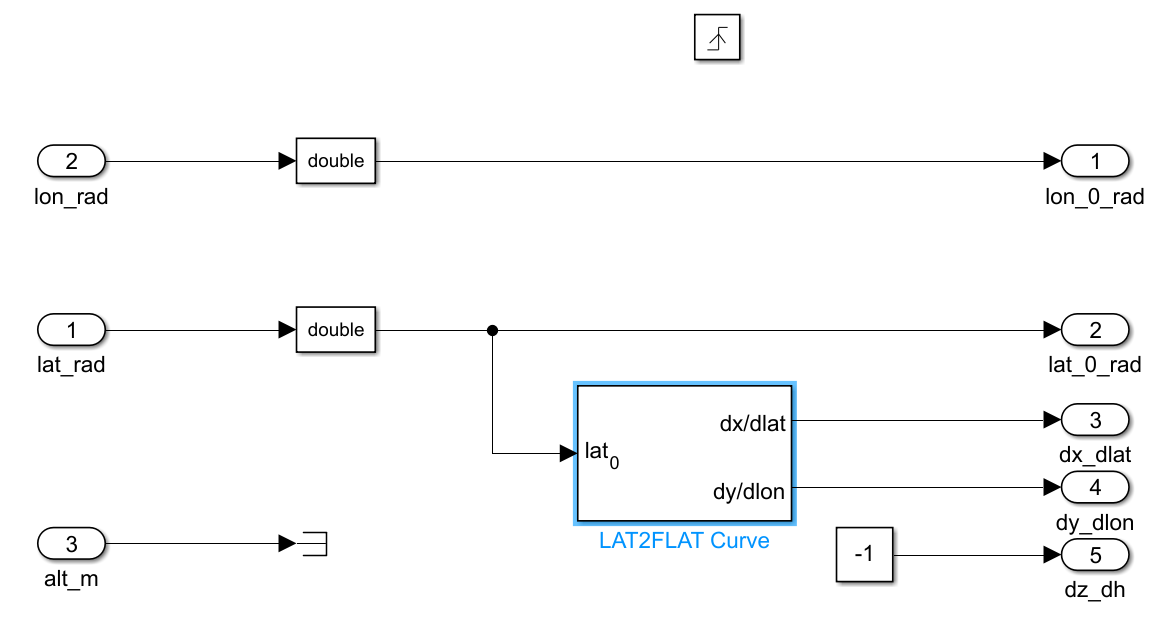 2
double
1
lon_rad
lon_0_rad
1
double
2
lat_rad
lat_0_rad
dx/dlat
3
lat0
dx_dlat
dy/dlon
4
dy_dlon
LAT2FLAT Curve
3
-1
5
alt_m
dz_dh